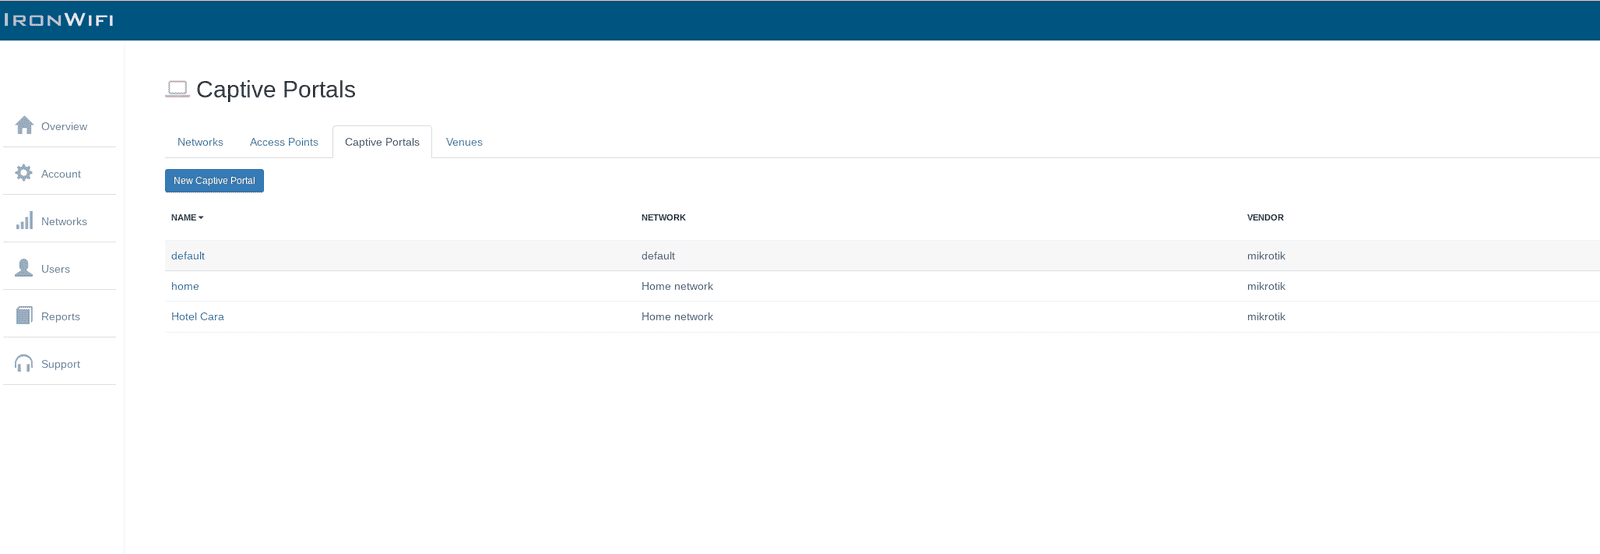 IronWifi
Captive Portals
Overview
Account
Networks
Users
Reports
Support
Networks Access Points Captive Portals Venues
New Captive Portal
NAME NETWORK VENDOR
default default mikrotik
home Home network mikrotik
Hotel Cara Home network mikrotik